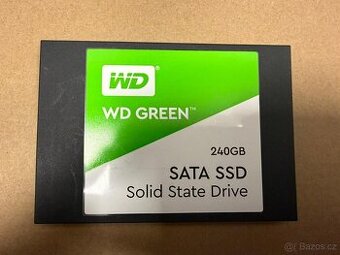 WD
WD GREEN™
240GB
SATA SSD
Solid State Drive
Bazos.cz